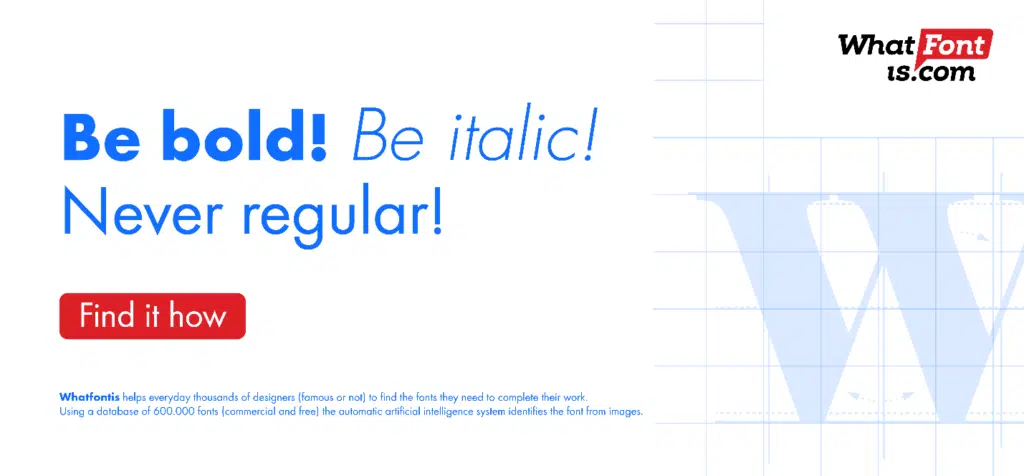 What Font
is.com
Be bold! Be italic!
Never regular!
Find it how
Whatfontis helps everyday thousands of designers (famous or not) to find the fonts they need to complete their work.
Using a database of 600.000 fonts (commercial and free) the automatic artificial intelligence system identifies the font from images.
W